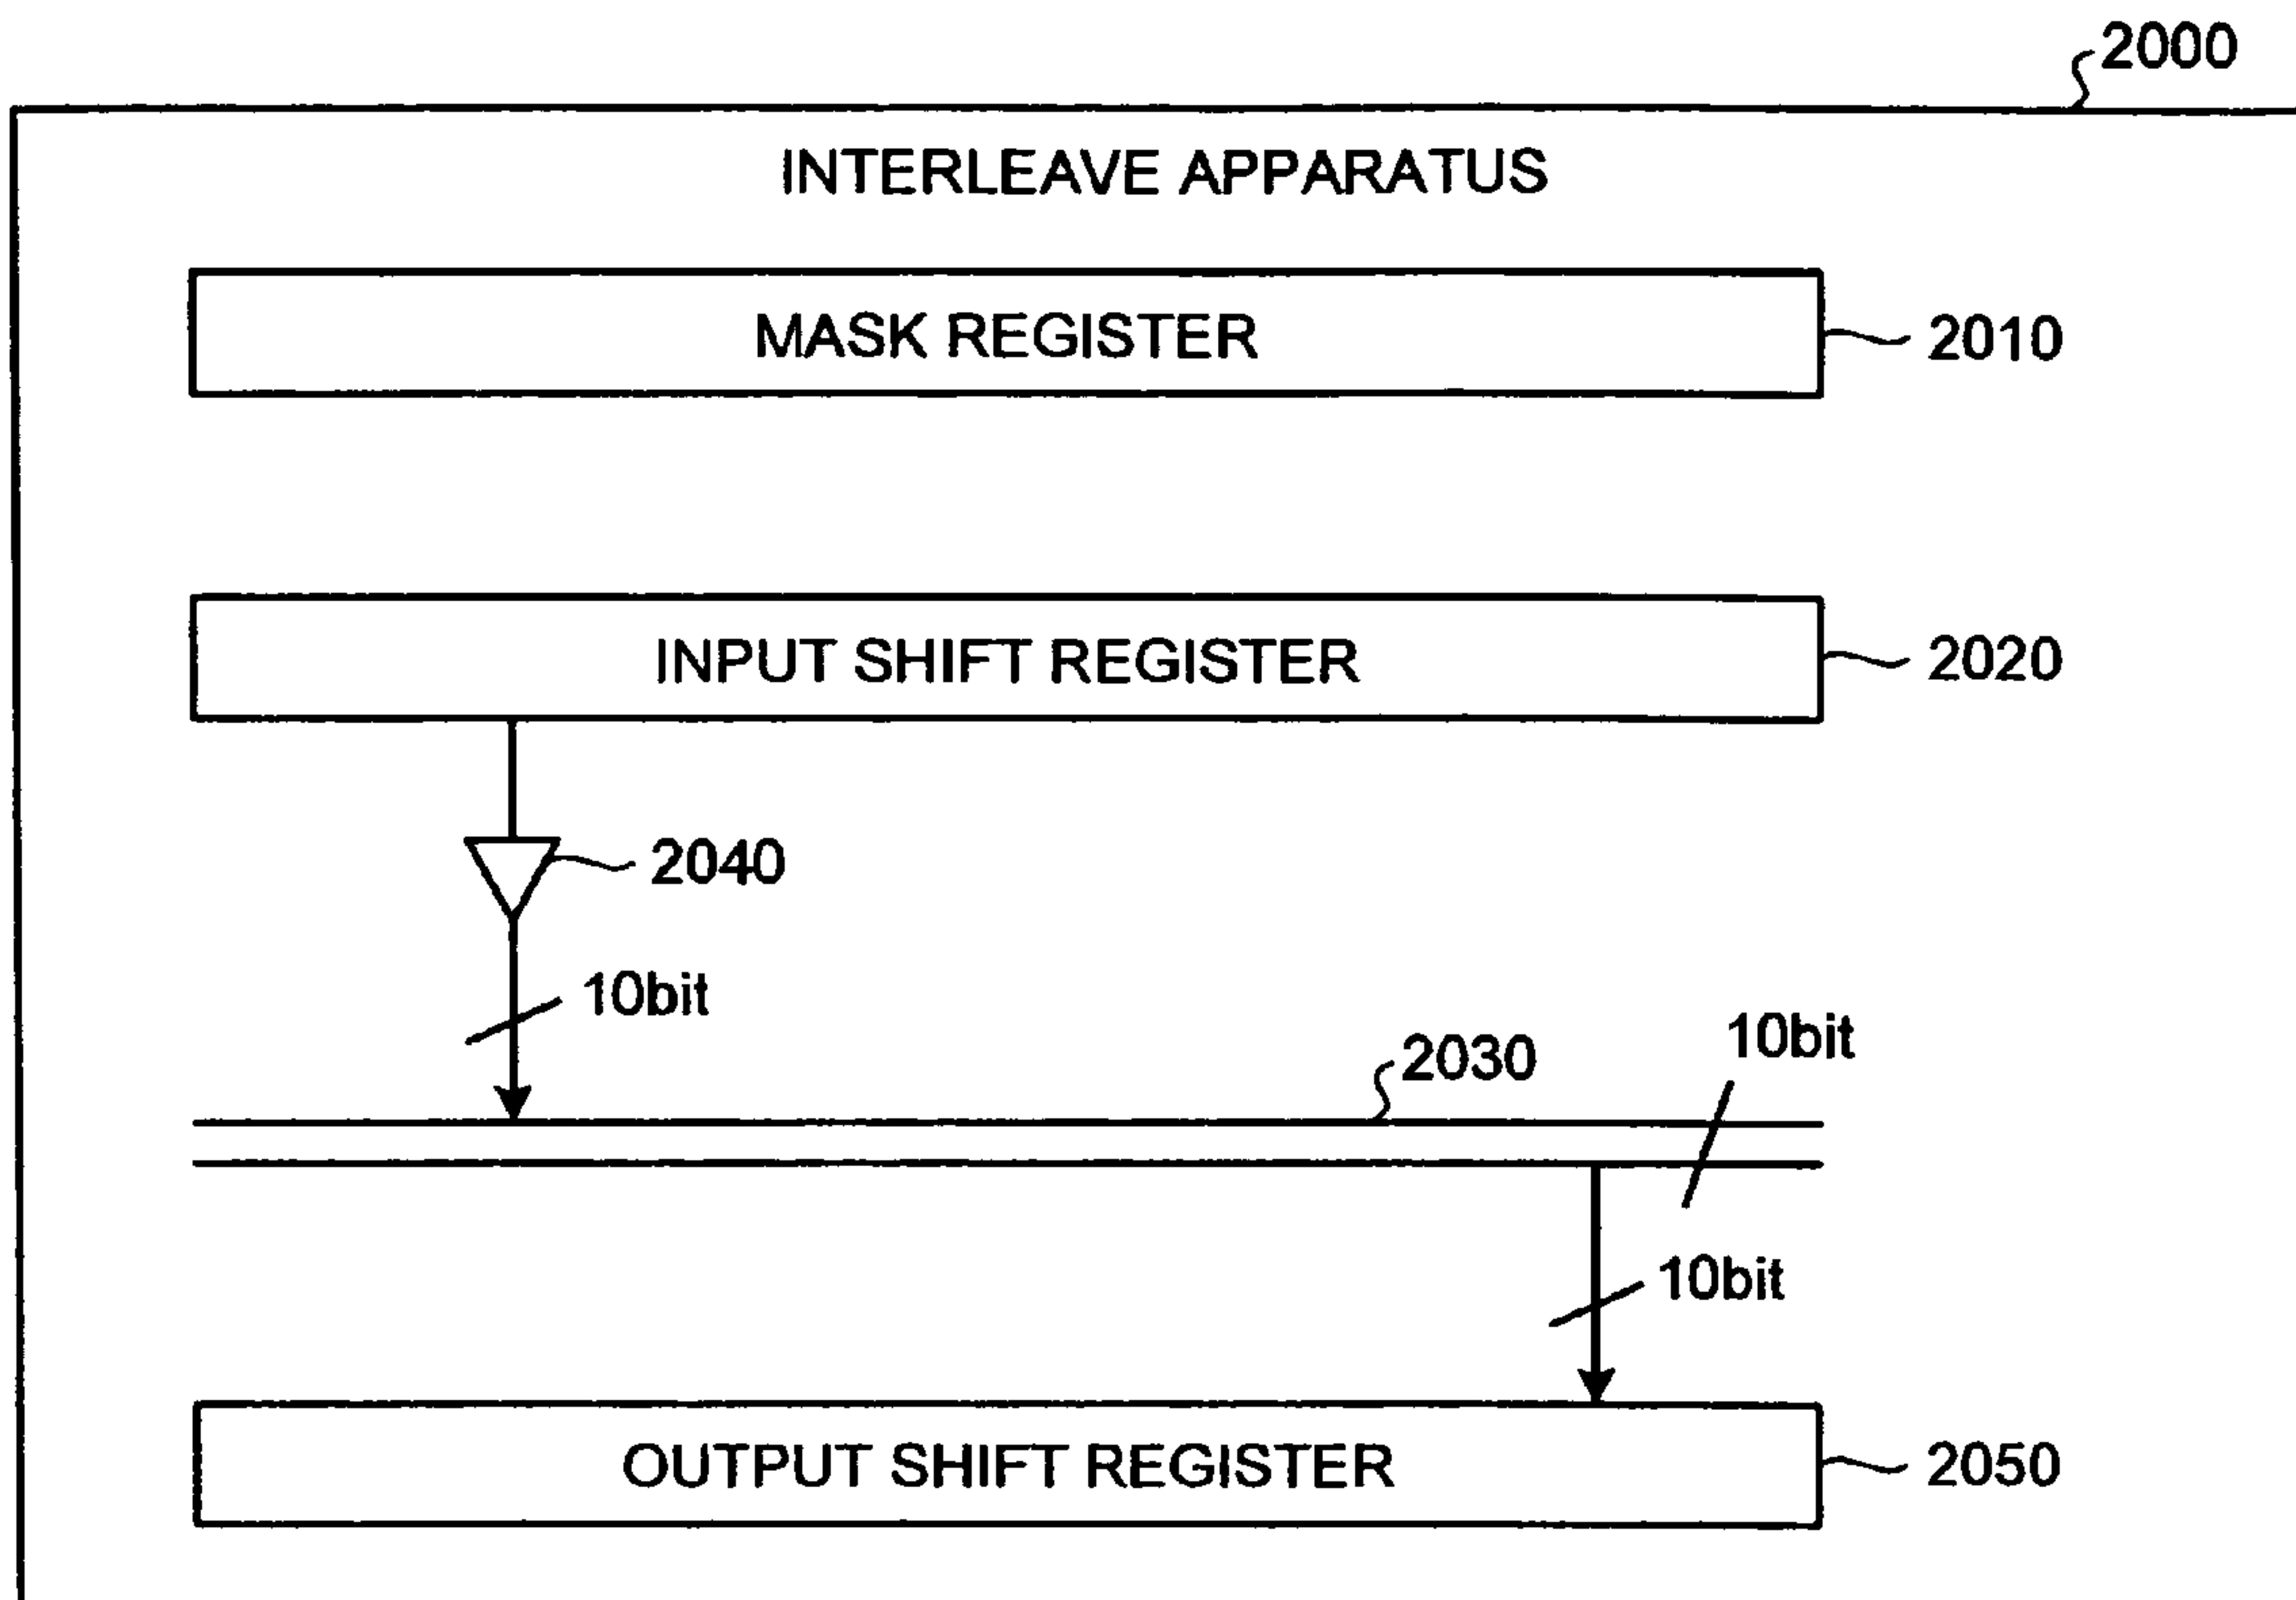 2000
INTERLEAVE APPARATUS
MASK REGISTER
2010
INPUT SHIFT REGISTER
2020
2040
10bit
2030
10bit
10bit
OUTPUT SHIFT REGISTER
2050